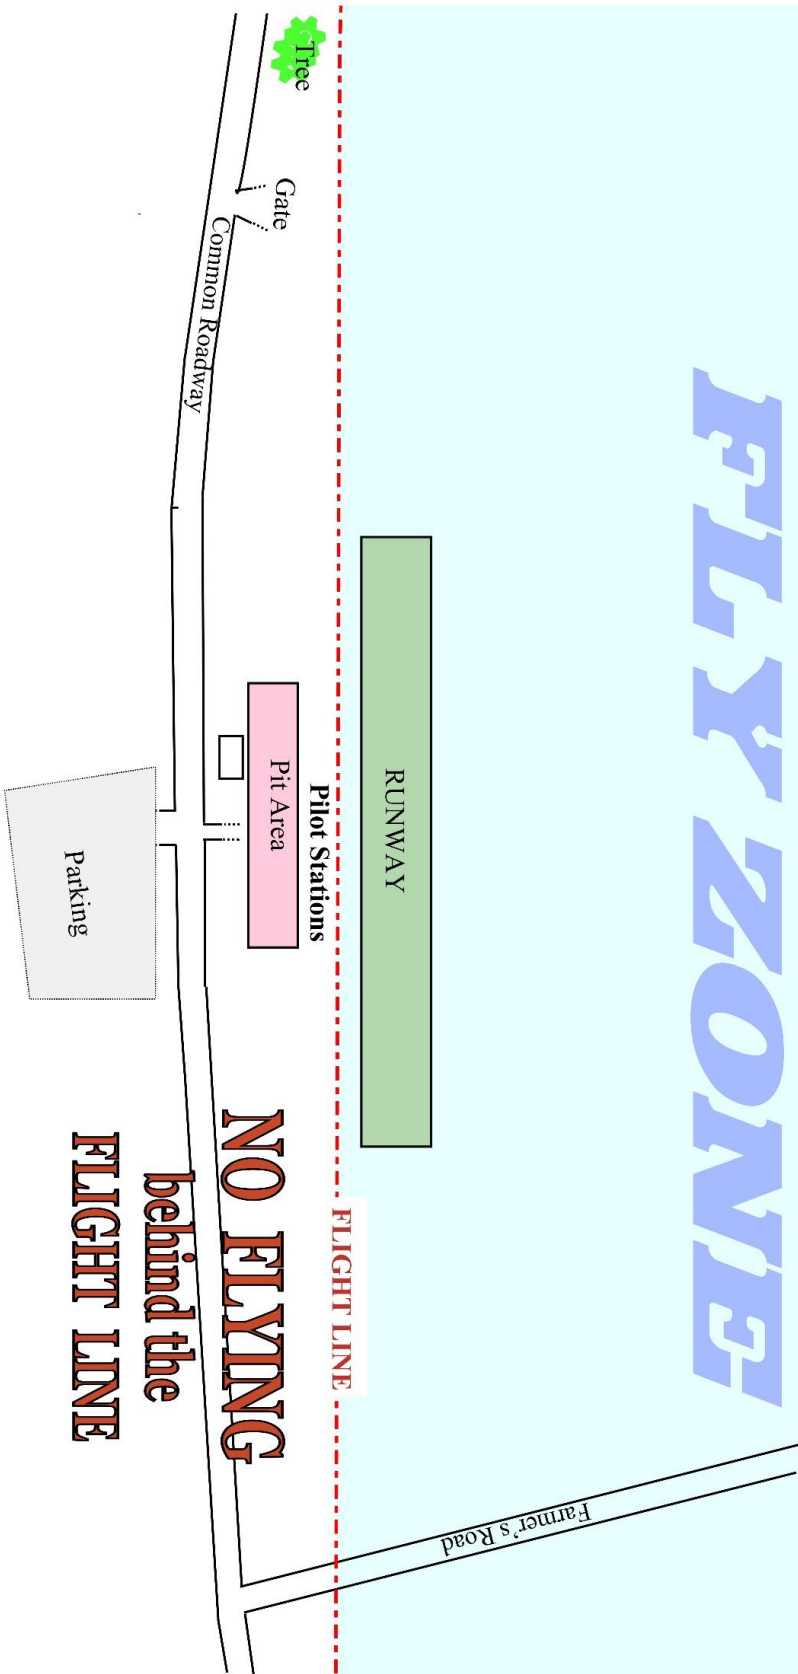 FLY ZONE
Farmer's Road
RUNWAY
FLIGHT LINE
Pilot Stations
Tree
Gate
Pit Area
Common Roadway
NO FLYING
behind the
FLIGHT LINE
Parking